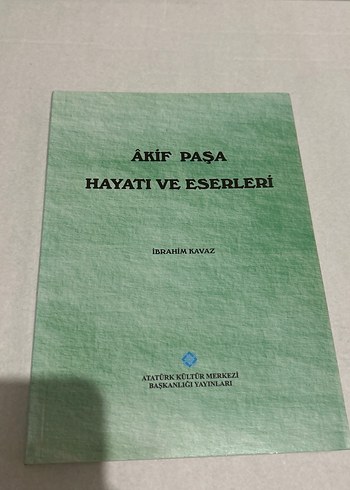 ÂKİF PAŞA
HAYATI VE ESERLERİ
İBRAHİM KAVAZ
ATATÜRK KÜLTÜR MERKEZİ
BAŞKANLIĞI YAYINLARI